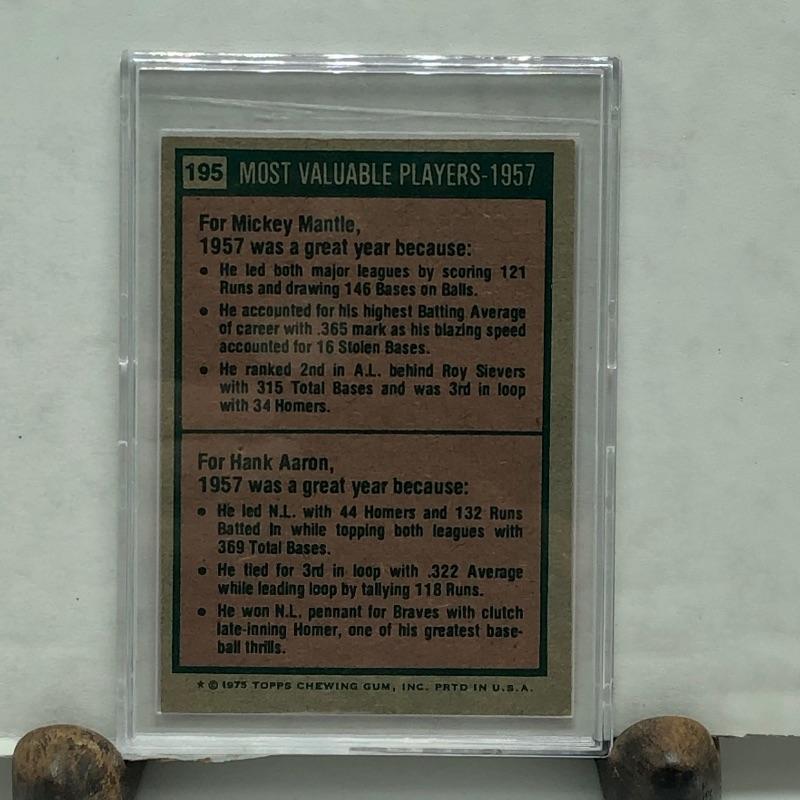 195 MOST VALUABLE PLAYERS-1957
For Mickey Mantle,
1957 was a great year because:
• He led both major leagues by scoring 121
Runs and drawing 146 Bases on Balls.
• He accounted for his highest Batting Average
of career with .365 mark as his blazing speed
accounted for 16 Stolen Bases.
• He ranked 2nd in A.L. behind Roy Sievers
with 315 Total Bases and was 3rd in loop
with 34 Homers.
For Hank Aaron,
1957 was a great year because:
• He led N.L. with 44 Homers and 132 Runs
Batted In while topping both leagues with
369 Total Bases.
• He tied for 3rd in loop with .322 Average
while leading loop by tallying 118 Runs.
• He won N.L. pennant for Braves with clutch
late-inning Homer, one of his greatest base-
ball thrills.
★ © 1975 TOPPS CHEWING GUM, INC. PRTD IN U.S.A.